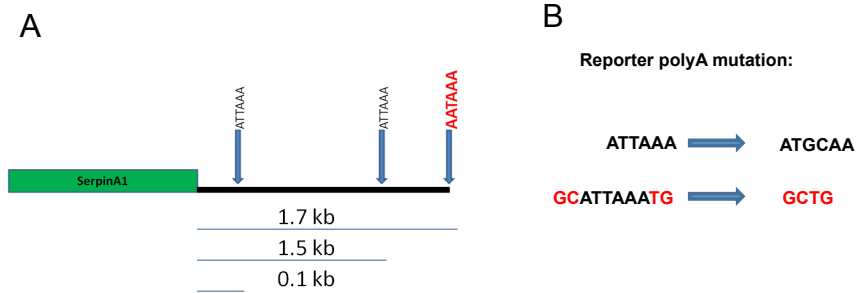 A
ATTAAA
ATTAAA
AATAAA
SerpinA1
1.7 kb
1.5 kb
0.1 kb
B
Reporter polyA mutation:
ATTAAA ATGCAA
GCATTAAATG GCTG